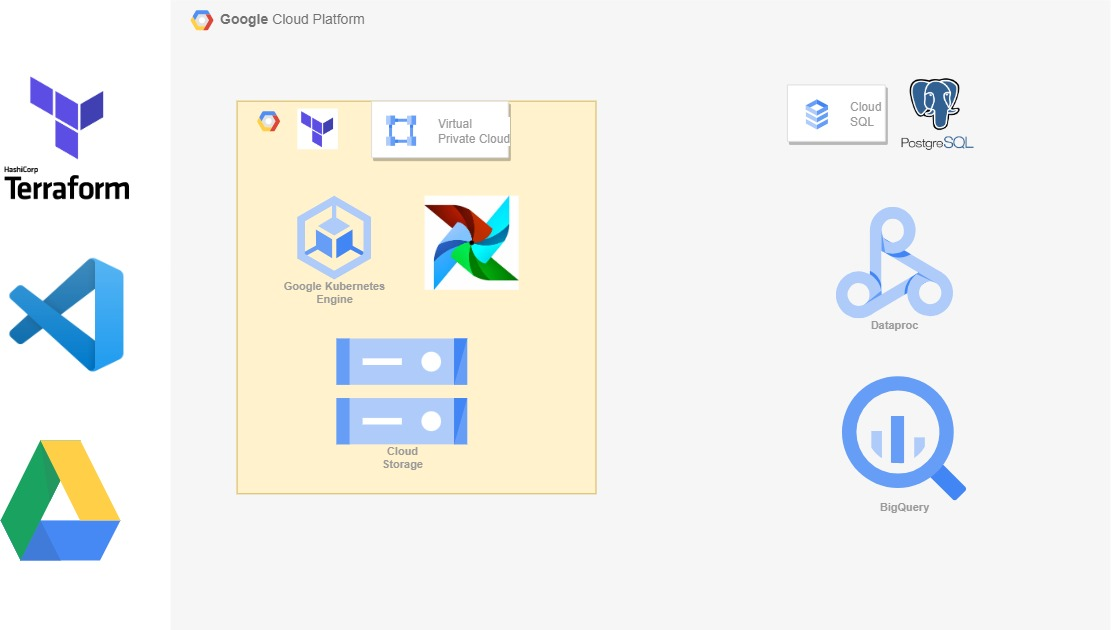 Google Cloud Platform
HashiCorp
Terraform
Virtual
Private Cloud
Cloud
SQL
PostgreSQL
Google Kubernetes
Engine
Dataproc
Cloud
Storage
BigQuery